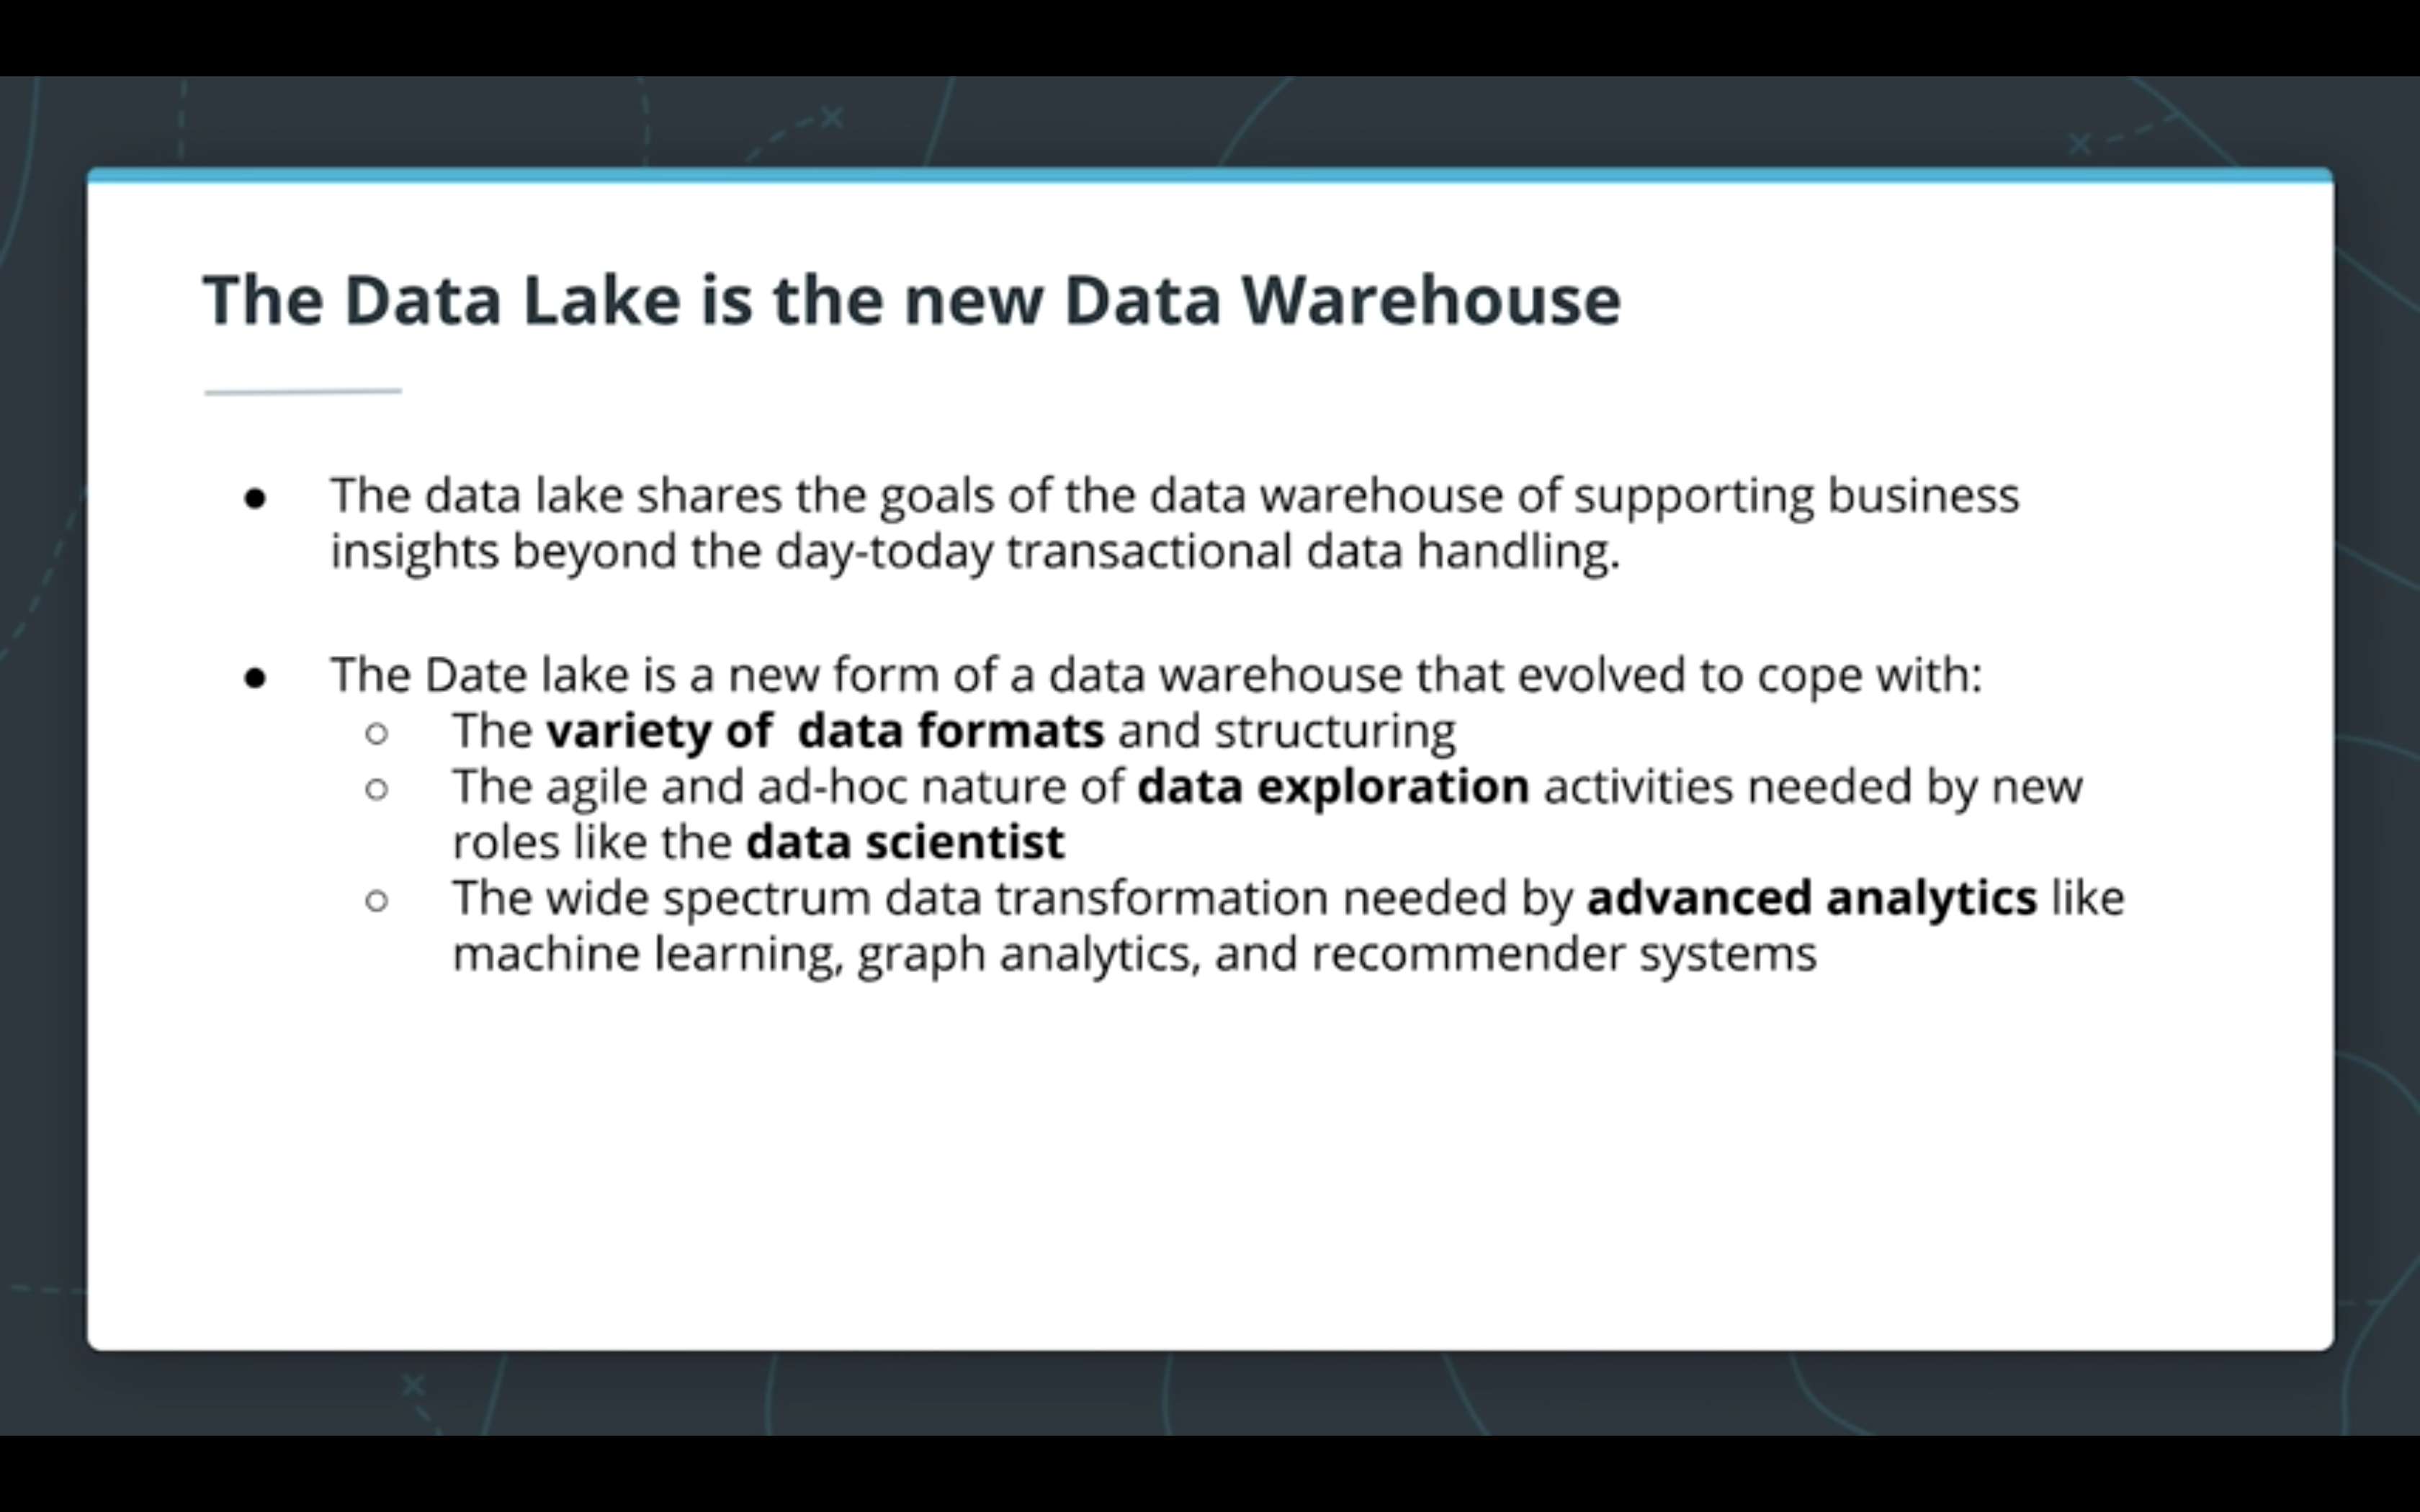 The Data Lake is the new Data Warehouse
● The data lake shares the goals of the data warehouse of supporting business
insights beyond the day-today transactional data handling.
● The Date lake is a new form of a data warehouse that evolved to cope with:
○ The variety of  data formats and structuring
○ The agile and ad-hoc nature of data exploration activities needed by new
roles like the data scientist
○ The wide spectrum data transformation needed by advanced analytics like
machine learning, graph analytics, and recommender systems